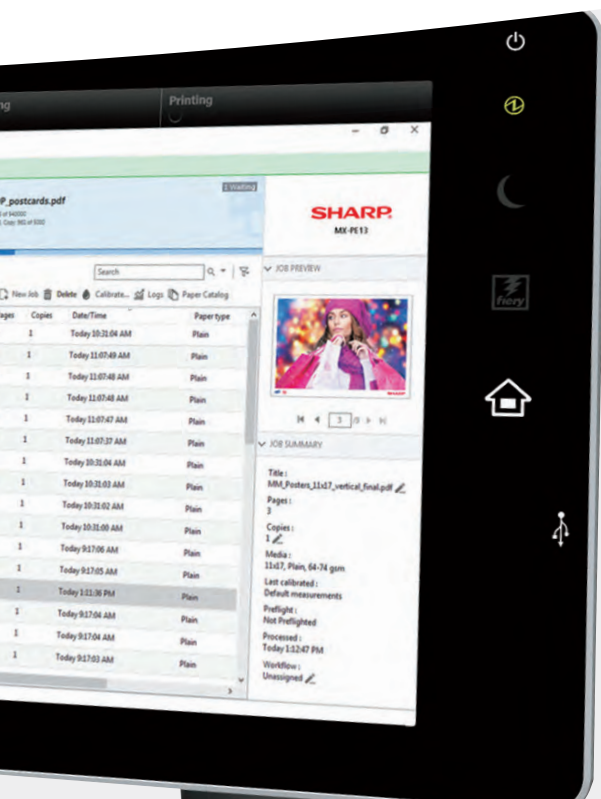 ng
Printing
P_postcards.pdf
1 Waiting
SHARP
MX-PE13
Search
JOB PREVIEW
New Job Delete Calibrate... Logs Paper Catalog
ages Copies Date/Time Paper type
1 Today 10:31:04 AM Plain
1 Today 11:07:49 AM Plain
1 Today 11:07:48 AM Plain
1 Today 11:07:48 AM Plain
1 Today 11:07:47 AM Plain
1 Today 11:07:37 AM Plain
1 Today 10:31:04 AM Plain
1 Today 10:31:03 AM Plain
1 Today 10:31:02 AM Plain
1 Today 10:31:00 AM Plain
1 Today 9:17:06 AM Plain
1 Today 9:17:05 AM Plain
1 Today 1:11:36 PM Plain
1 Today 9:17:04 AM Plain
1 Today 9:17:04 AM Plain
1 Today 9:17:03 AM Plain
3
JOB SUMMARY
Title :
MM_Posters_11x17_vertical_final.pdf
Pages :
3
Copies :
1
Media :
11x17, Plain, 64-74 gsm
Last calibrated :
Default measurements
Preflight :
Not Preflighted
Processed :
Today 1:12:47 PM
Workflow :
Unassigned
fiery